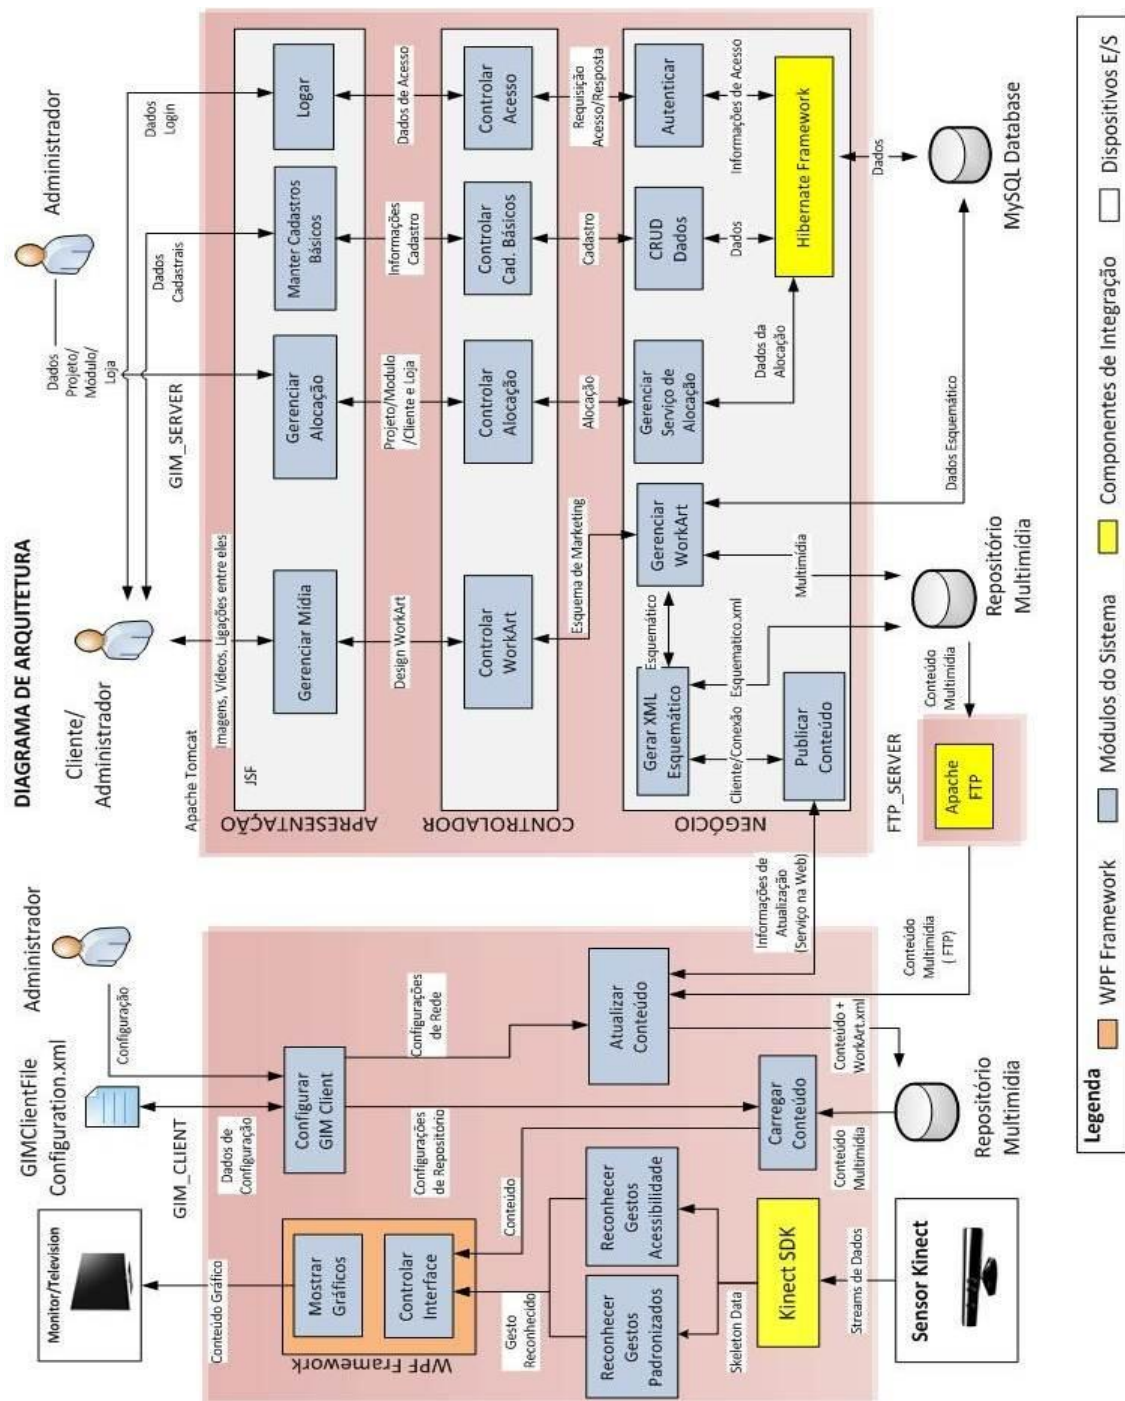 DIAGRAMA DE ARQUITETURA
Monitor/Television
GIMClientFile
Configuration.xml
Administrador
Cliente/
Administrador
Administrador
Conteúdo Gráfico
GIM_CLIENT
Dados de
Configuração
Configuração
Apache Tomcat
Imagens, Vídeos, Ligações entre eles
GIM_SERVER
Dados
Projeto/
Módulo/
Loja
Dados
Cadastrais
Dados
Login
WPF Framework
Mostrar
Gráficos
Controlar
Interface
Configurar
GIM Client
Configurações
de Repositório
Configurações
de Rede
Gesto
Reconhecido
Conteúdo
Reconhecer
Gestos
Padronizados
Reconhecer
Gestos
Acessibilidade
Atualizar
Conteúdo
Skeleton Data
Kinect SDK
Conteúdo
Multimídia
Carregar
Conteúdo
Conteúdo +
WorkArt.xml
Informações de
Atualização
(Serviço na Web)
Conteúdo
Multimidia
( FTP)
Streams de Dados
Sensor Kinect
Repositório
Multimídia
APRESENTAÇÃO
JSF
Gerenciar Mídia
Gerenciar
Alocação
Manter Cadastros
Básicos
Logar
Design WorkArt
Projeto/Modulo
/Cliente e Loja
Informações
Cadastro
Dados de Acesso
CONTROLADOR
Controlar
WorkArt
Controlar
Alocação
Controlar
Cad. Básicos
Controlar
Acesso
Esquema de Marketing
Alocação
Cadastro
Requisição
Acesso/Resposta
NEGÓCIO
Gerar XML
Esquemático
Esquemático
Gerenciar
WorkArt
Gerenciar
Serviço de
Alocação
CRUD
Dados
Autenticar
Cliente/Conexão
Esquematico.xml
Multimídia
Dados da
Alocação
Dados
Informações de Acesso
Publicar
Conteúdo
Hibernate Framework
FTP_SERVER
Apache
FTP
Conteúdo
Multimídia
Dados Esquemático
Dados
Repositório
Multimídia
MySQL Database
Legenda
WPF Framework
Módulos do Sistema
Componentes de Integração
Dispositivos E/S